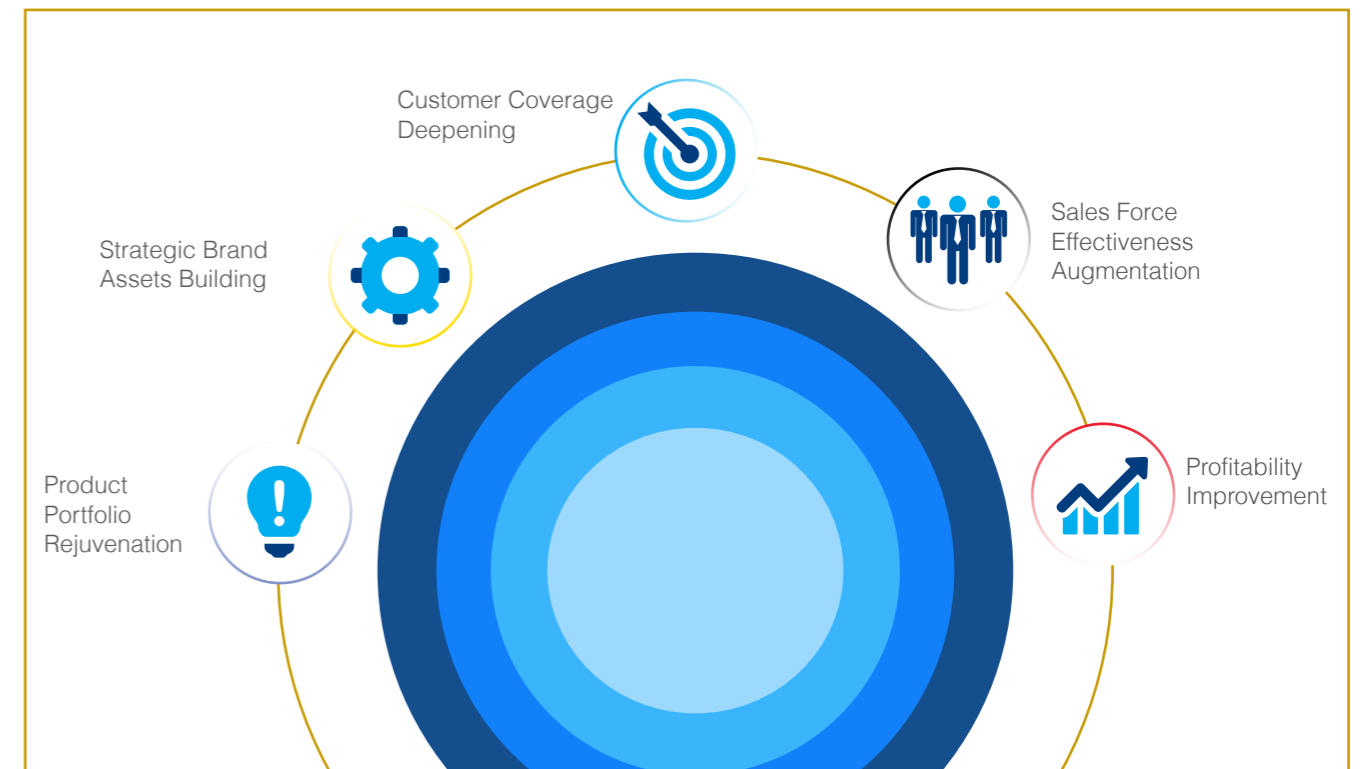 Customer Coverage
Deepening
Strategic Brand
Assets Building
Sales Force
Effectiveness
Augmentation
Product
Portfolio
Rejuvenation
Profitability
Improvement